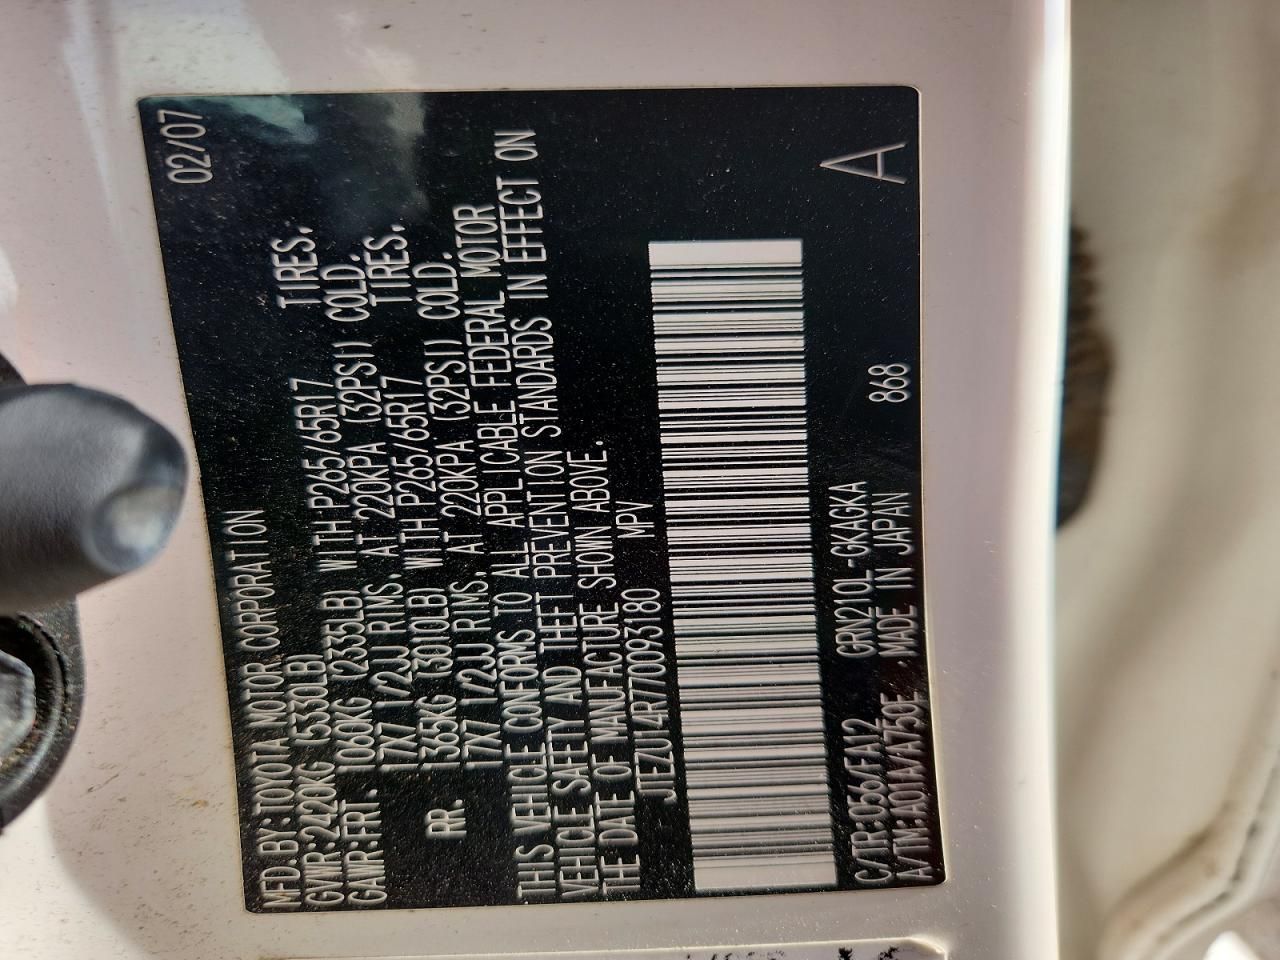 MFD.BY:TOYOTA MOTOR CORPORATION 02/07
GVWR:2420KG (5330LB)
GAWR:FRT. 1060KG (2335LB) WITH P265/65R17 TIRES.
17X7 1/2JJ RIMS. AT 220KPA (32PSI) COLD.
RR. 1365KG (3010LB) WITH P265/65R17 TIRES.
17X7 1/2JJ RIMS. AT 220KPA (32PSI) COLD.
THIS VEHICLE CONFORMS TO ALL APPLICABLE FEDERAL MOTOR
VEHICLE SAFETY AND THEFT PREVENTION STANDARDS IN EFFECT ON
THE DATE OF MANUFACTURE SHOWN ABOVE.
JTEZU14R770093180 MPV
C/TR:056/FA12 GRN210L-GKAGKA 868 A
A/TM:A01A/A750E MADE IN JAPAN